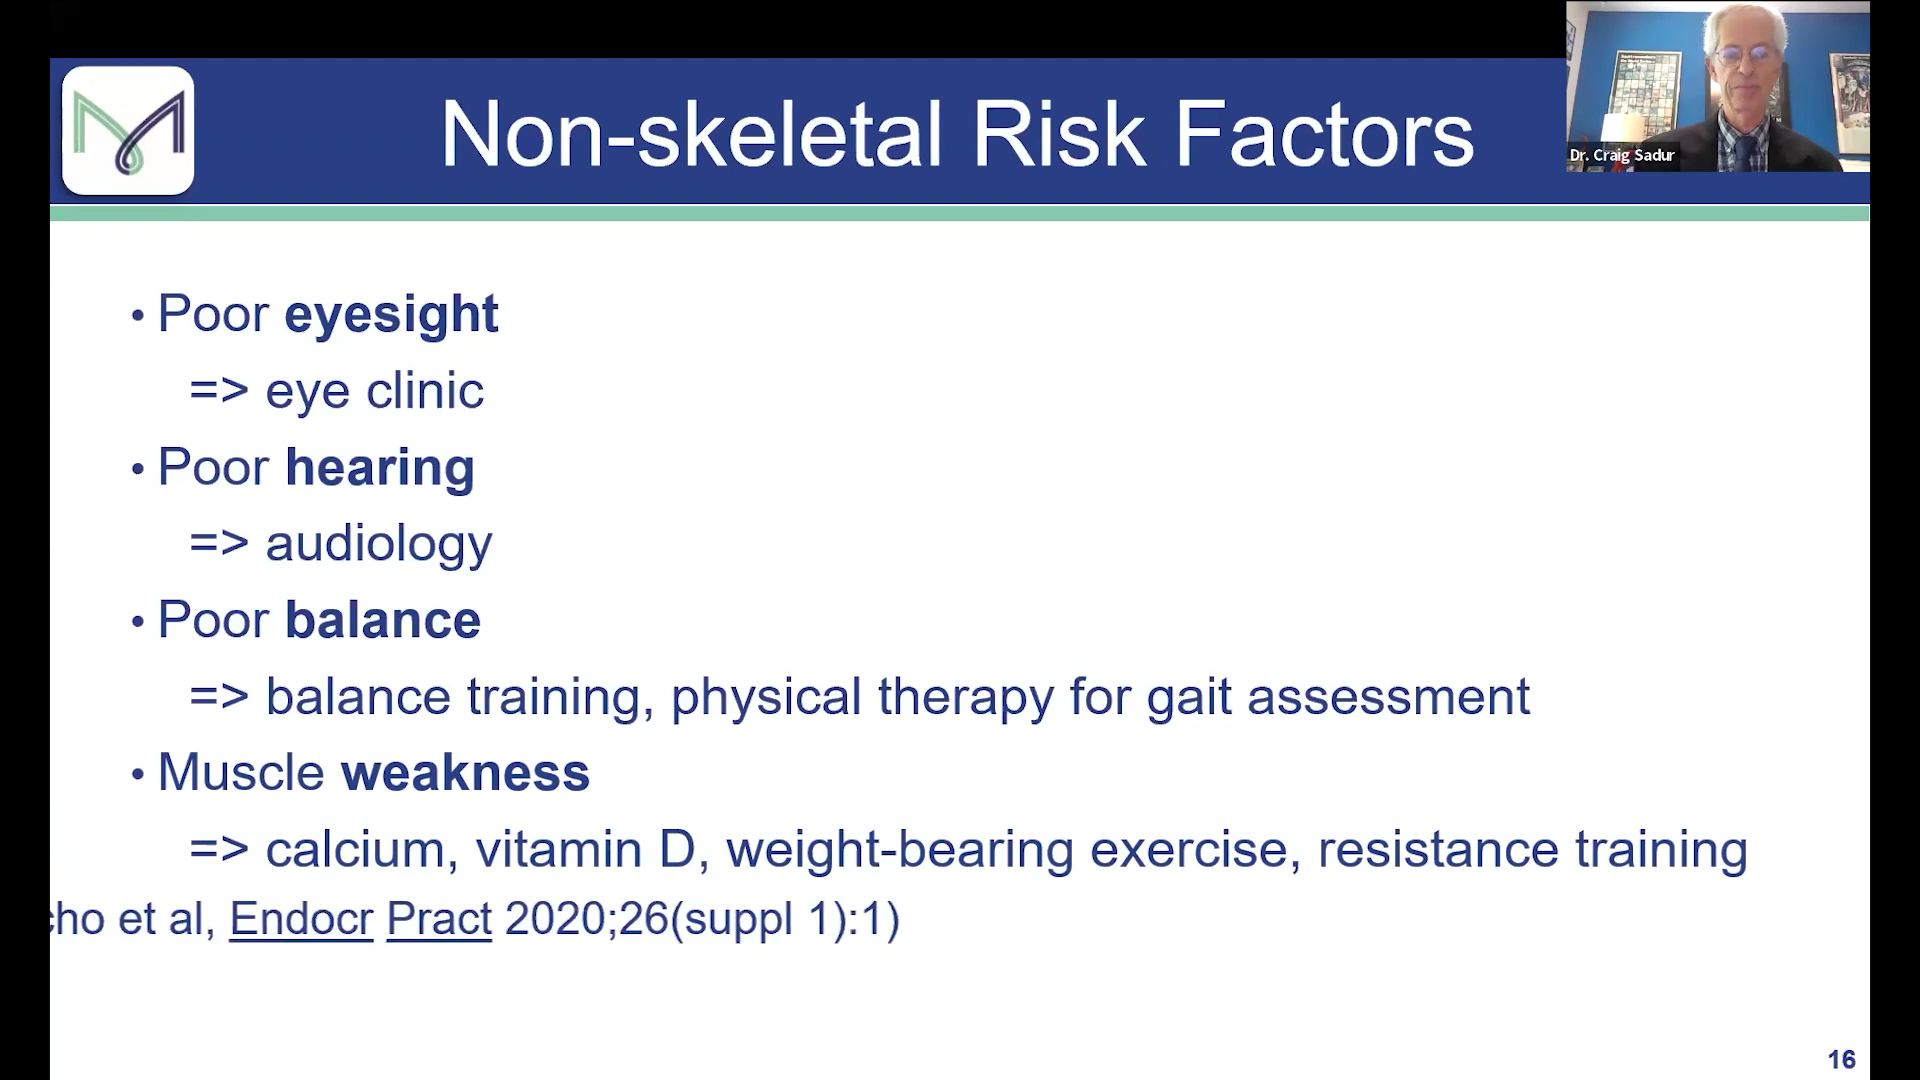 Non-skeletal Risk Factors
Dr. Craig Sadur
• Poor eyesight
=> eye clinic
• Poor hearing
=> audiology
• Poor balance
=> balance training, physical therapy for gait assessment
• Muscle weakness
=> calcium, vitamin D, weight-bearing exercise, resistance training
et al, Endocr Pract 2020;26(suppl 1):1)
16